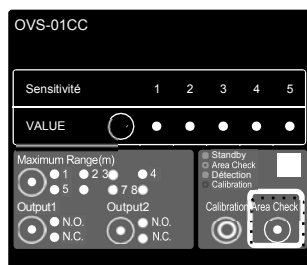 OVS-01CC
Sensitivité 1 2 3 4 5
VALUE
Maximum Range(m)
1 2 3 4
5 7 8
Standby
Area Check
Détection
Calibration
Output1 Output2
N.O. N.O.
N.C. N.C.
Calibration Area Check